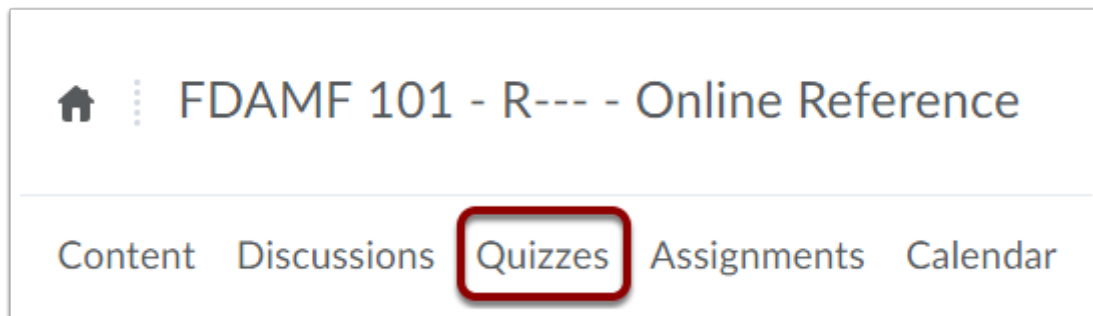 FDAMF 101 - R--- - Online Reference
Content Discussions Quizzes Assignments Calendar